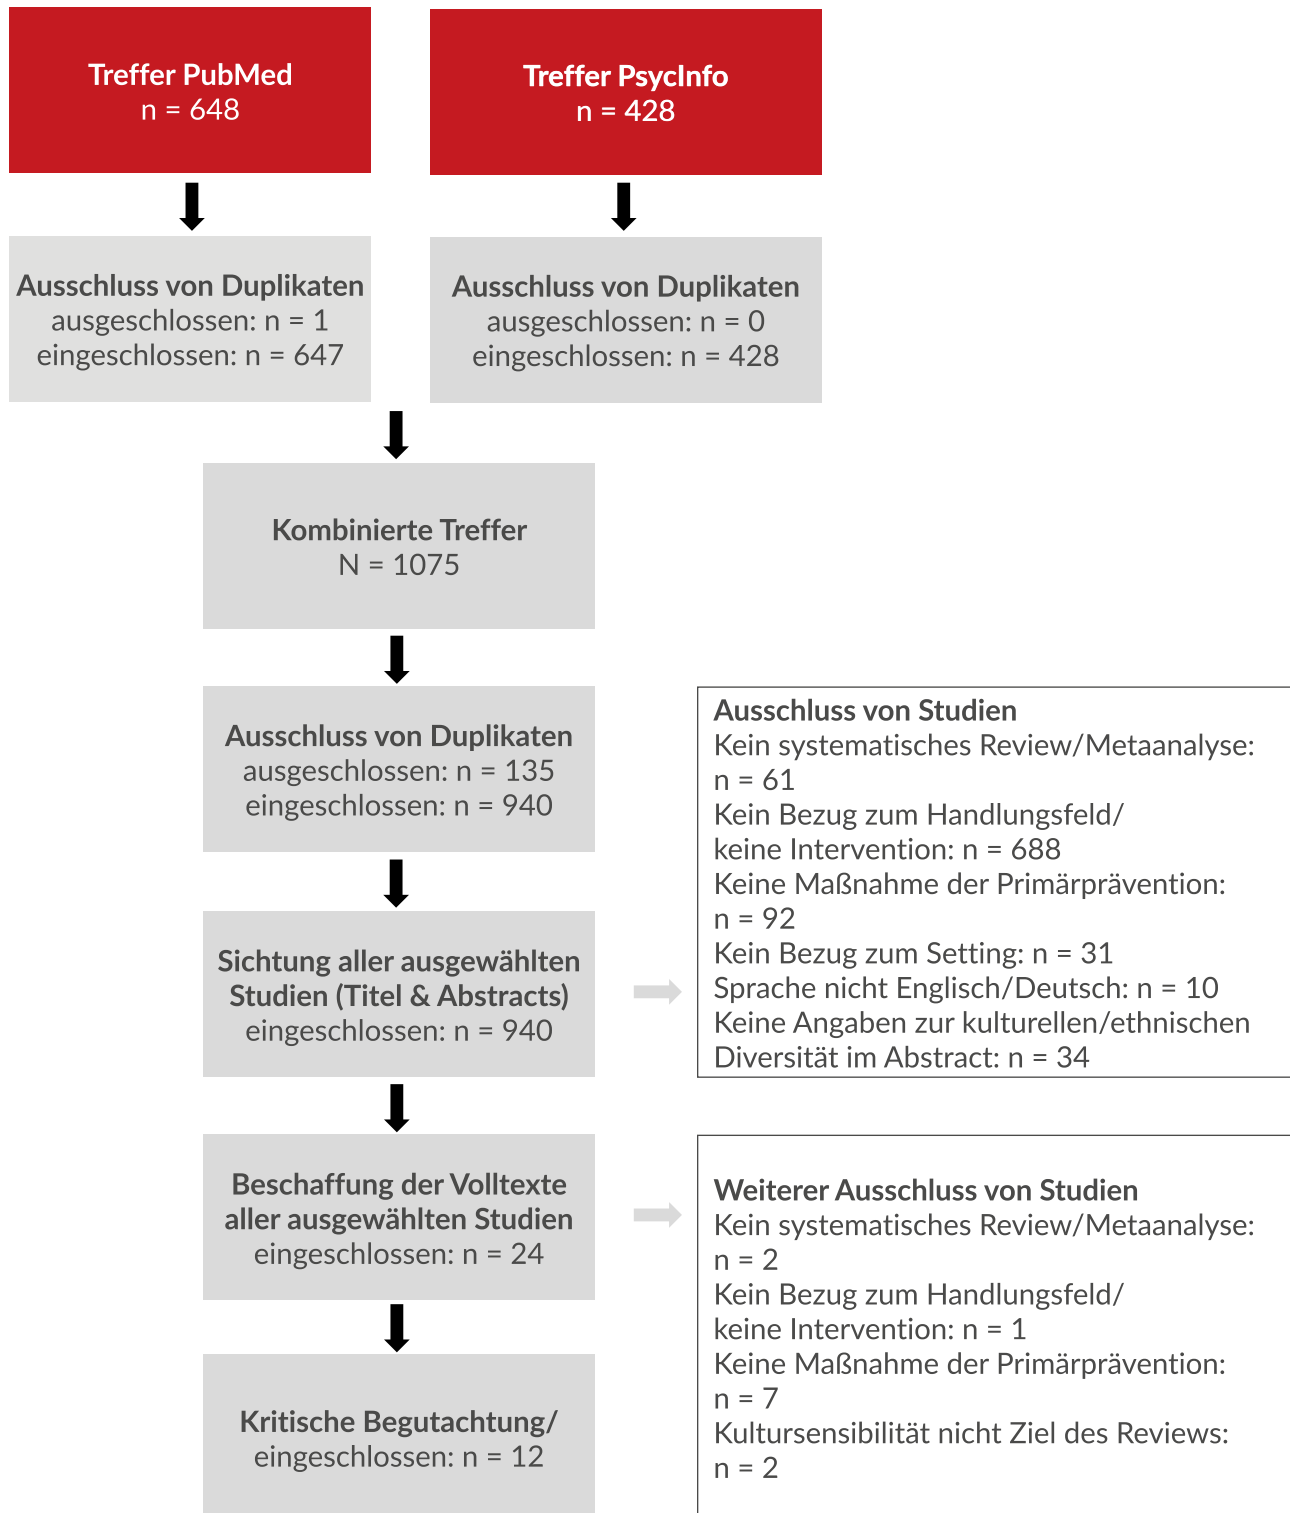 Treffer PubMed
n = 648
Treffer PsycInfo
n = 428
Ausschluss von Duplikaten
ausgeschlossen: n = 1
eingeschlossen: n = 647
Ausschluss von Duplikaten
ausgeschlossen: n = 0
eingeschlossen: n = 428
Kombinierte Treffer
N = 1075
Ausschluss von Duplikaten
ausgeschlossen: n = 135
eingeschlossen: n = 940
Sichtung aller ausgewählten
Studien (Titel & Abstracts)
eingeschlossen: n = 940
Ausschluss von Studien
Kein systematisches Review/Metaanalyse:
n = 61
Kein Bezug zum Handlungsfeld/
keine Intervention: n = 688
Keine Maßnahme der Primärprävention:
n = 92
Kein Bezug zum Setting: n = 31
Sprache nicht Englisch/Deutsch: n = 10
Keine Angaben zur kulturellen/ethnischen
Diversität im Abstract: n = 34
Beschaffung der Volltexte
aller ausgewählten Studien
eingeschlossen: n = 24
Weiterer Ausschluss von Studien
Kein systematisches Review/Metaanalyse:
n = 2
Kein Bezug zum Handlungsfeld/
keine Intervention: n = 1
Keine Maßnahme der Primärprävention:
n = 7
Kultursensibilität nicht Ziel des Reviews:
n = 2
Kritische Begutachtung/
eingeschlossen: n = 12